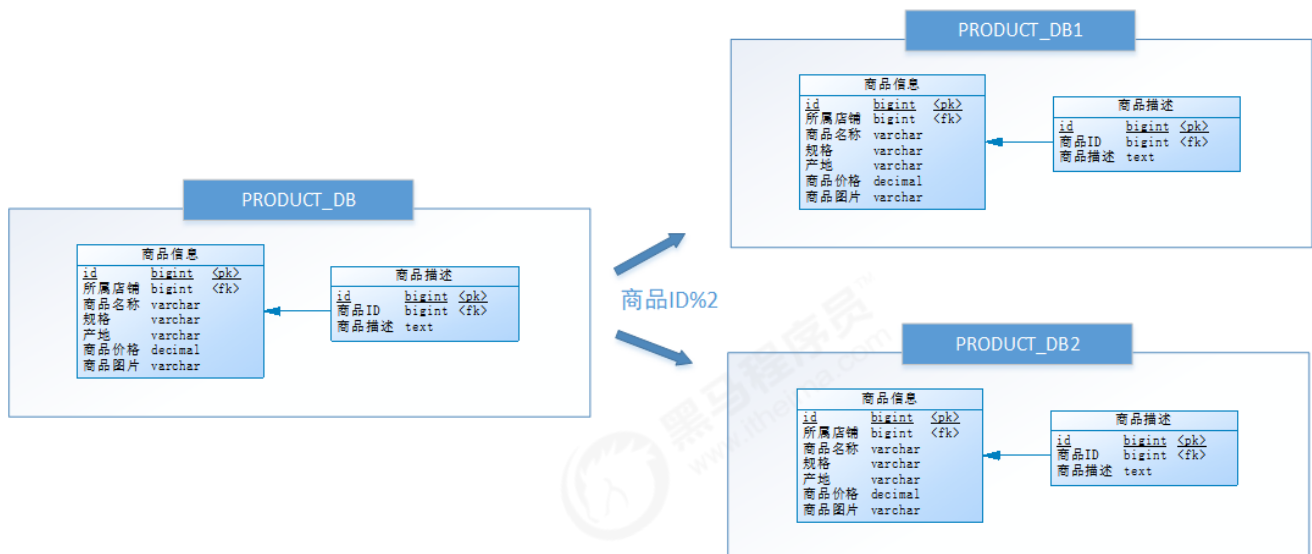 PRODUCT_DB
商品信息
id bigint <pk>
所属店铺 bigint <fk>
商品名称 varchar
规格 varchar
产地 varchar
商品价格 decimal
商品图片 varchar
商品描述
id bigint <pk>
商品ID bigint <fk>
商品描述 text
商品ID%2
PRODUCT_DB1
商品信息
id bigint <pk>
所属店铺 bigint <fk>
商品名称 varchar
规格 varchar
产地 varchar
商品价格 decimal
商品图片 varchar
商品描述
id bigint <pk>
商品ID bigint <fk>
商品描述 text
PRODUCT_DB2
商品信息
id bigint <pk>
所属店铺 bigint <fk>
商品名称 varchar
规格 varchar
产地 varchar
商品价格 decimal
商品图片 varchar
商品描述
id bigint <pk>
商品ID bigint <fk>
商品描述 text
黑马程序员™
www.itheima.com